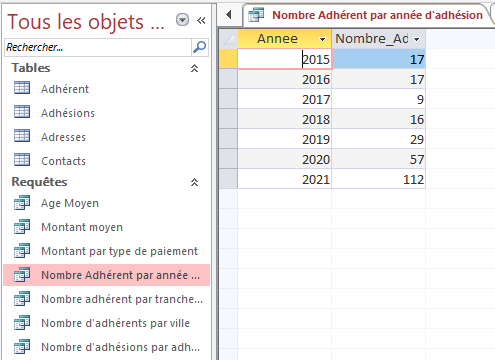 Tous les objets ...
Rechercher...
Tables
Adhérent
Adhésions
Adresses
Contacts
Requêtes
Age Moyen
Montant moyen
Montant par type de paiement
Nombre Adhérent par année ...
Nombre adhérent par tranche...
Nombre d'adhérents par ville
Nombre d'adhésions par adh...
Nombre Adhérent par année d'adhésion
Annee Nombre_Ad
2015 17
2016 17
2017 9
2018 16
2019 29
2020 57
2021 112